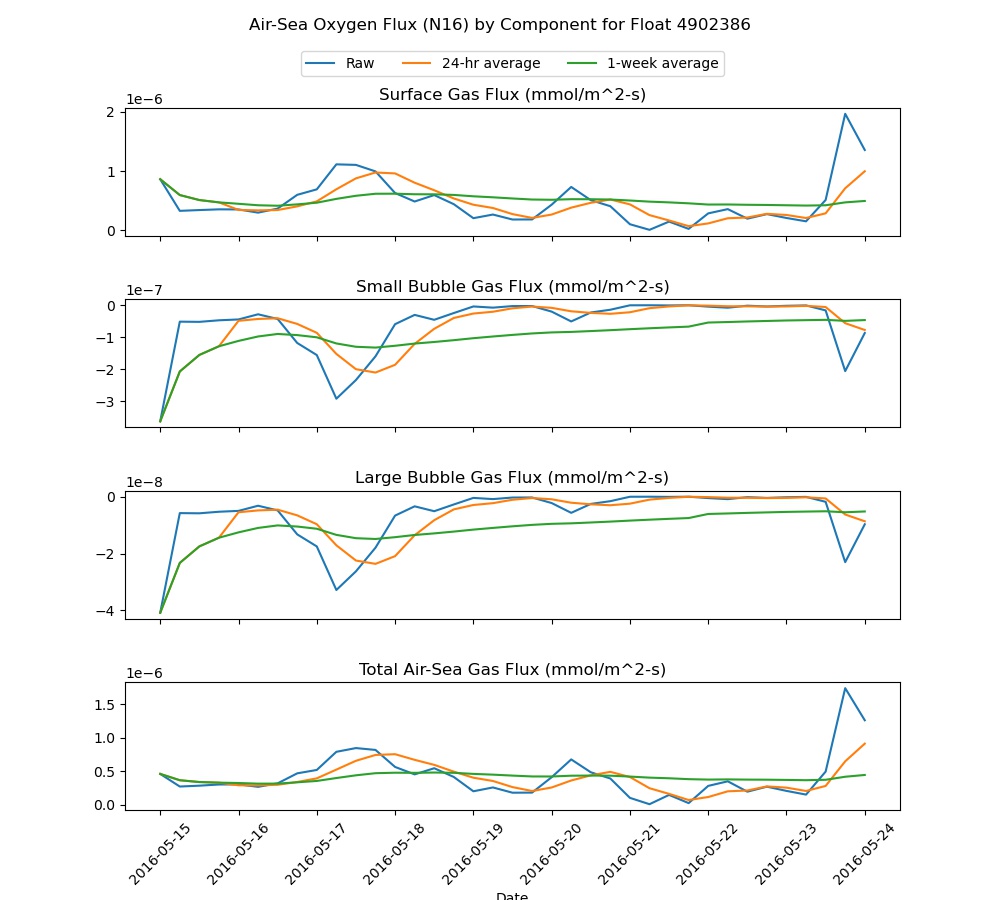 Air-Sea Oxygen Flux (N16) by Component for Float 4902386
Raw 24-hr average 1-week average
1e−6
Surface Gas Flux (mmol/m^2-s)
2
1
0
1e−7
Small Bubble Gas Flux (mmol/m^2-s)
0
−1
−2
−3
1e−8
Large Bubble Gas Flux (mmol/m^2-s)
0
−2
−4
1e−6
Total Air-Sea Gas Flux (mmol/m^2-s)
1.5
1.0
0.5
0.0
2016-05-15
2016-05-16
2016-05-17
2016-05-18
2016-05-19
2016-05-20
2016-05-21
2016-05-22
2016-05-23
2016-05-24
Date